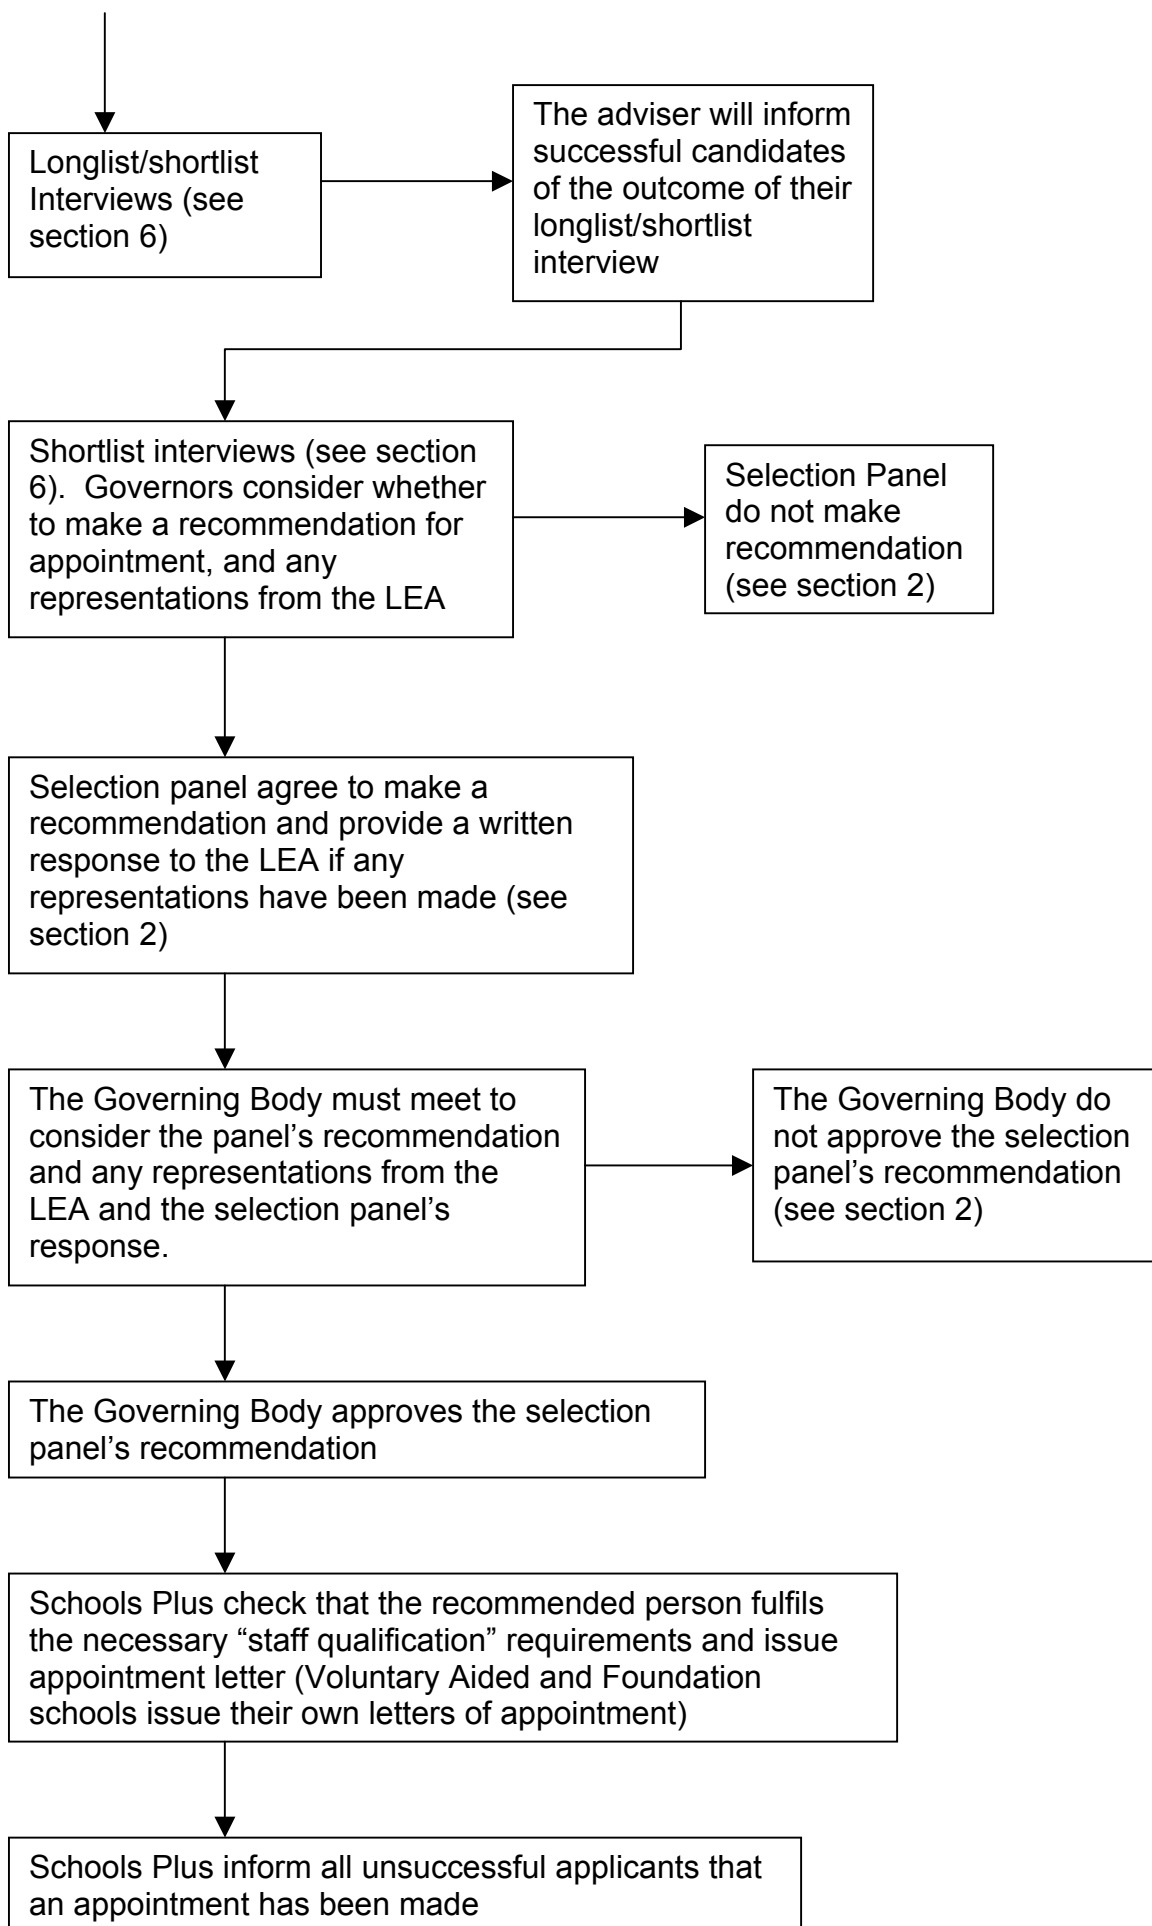 Longlist/shortlist
Interviews (see
section 6)
The adviser will inform
successful candidates
of the outcome of their
longlist/shortlist
interview
Shortlist interviews (see section
6).  Governors consider whether
to make a recommendation for
appointment, and any
representations from the LEA
Selection Panel
do not make
recommendation
(see section 2)
Selection panel agree to make a
recommendation and provide a written
response to the LEA if any
representations have been made (see
section 2)
The Governing Body must meet to
consider the panel’s recommendation
and any representations from the
LEA and the selection panel’s
response.
The Governing Body do
not approve the selection
panel’s recommendation
(see section 2)
The Governing Body approves the selection
panel’s recommendation
Schools Plus check that the recommended person fulfils
the necessary “staff qualification” requirements and issue
appointment letter (Voluntary Aided and Foundation
schools issue their own letters of appointment)
Schools Plus inform all unsuccessful applicants that
an appointment has been made